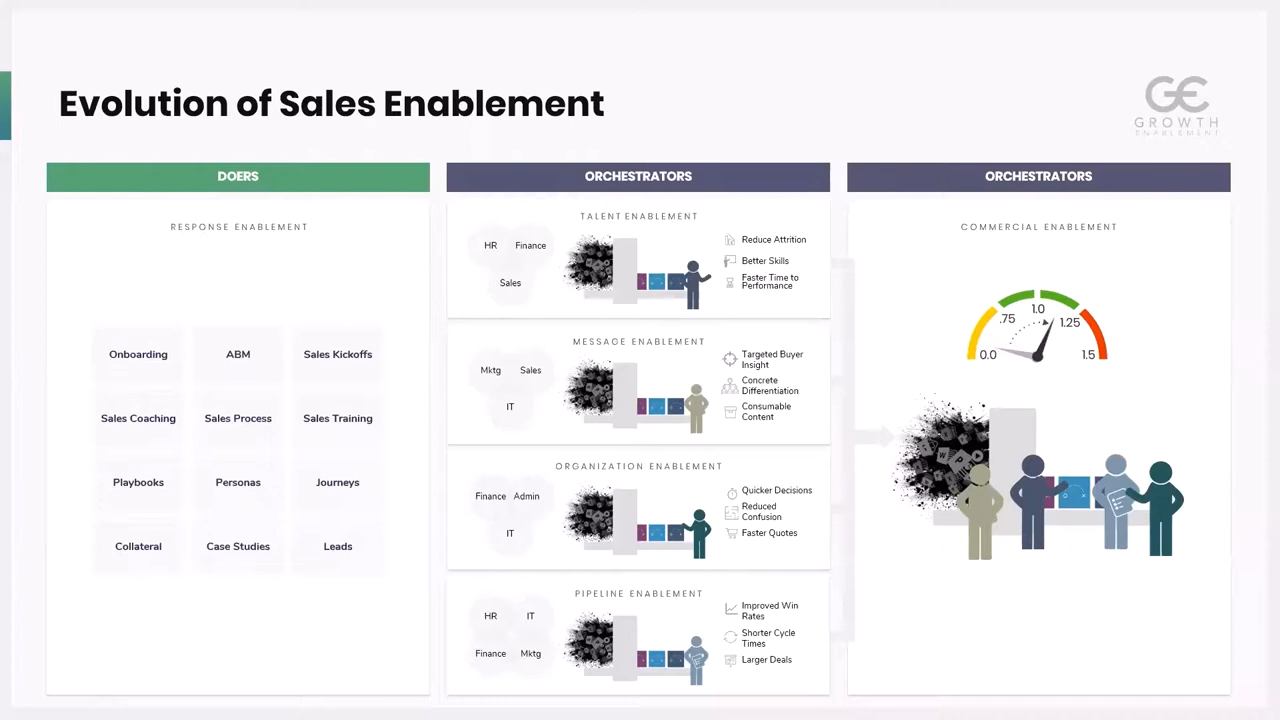 Evolution of Sales Enablement
GE
GROWTH
ENABLEMENT
DOERS
RESPONSE ENABLEMENT
Onboarding
ABM
Sales Kickoffs
Sales Coaching
Sales Process
Sales Training
Playbooks
Personas
Journeys
Collateral
Case Studies
Leads
ORCHESTRATORS
TALENT ENABLEMENT
HR
Finance
Sales
Reduce Attrition
Better Skills
Faster Time to
Performance
MESSAGE ENABLEMENT
Mktg
Sales
IT
Targeted Buyer
Insight
Concrete
Differentiation
Consumable
Content
ORGANIZATION ENABLEMENT
Finance
Admin
IT
Quicker Decisions
Reduced
Confusion
Faster Quotes
PIPELINE ENABLEMENT
HR
IT
Finance
Mktg
Improved Win
Rates
Shorter Cycle
Times
Larger Deals
ORCHESTRATORS
COMMERCIAL ENABLEMENT
0.0
.75
1.0
1.25
1.5